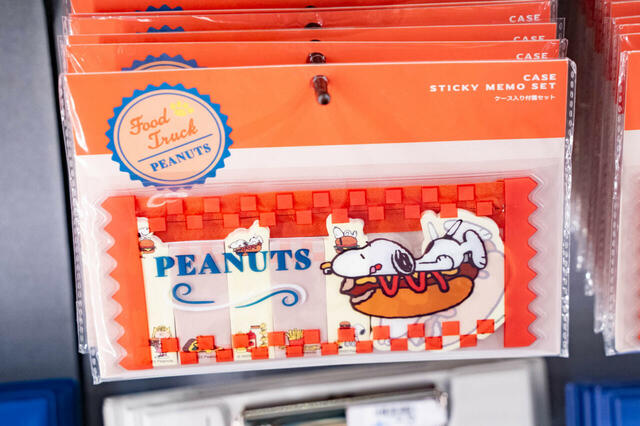 CASE
CASE
CASE
CASE
STICKY MEMO SET
ケース入り付箋セット
Food
Truck
PEANUTS
PEANUTS